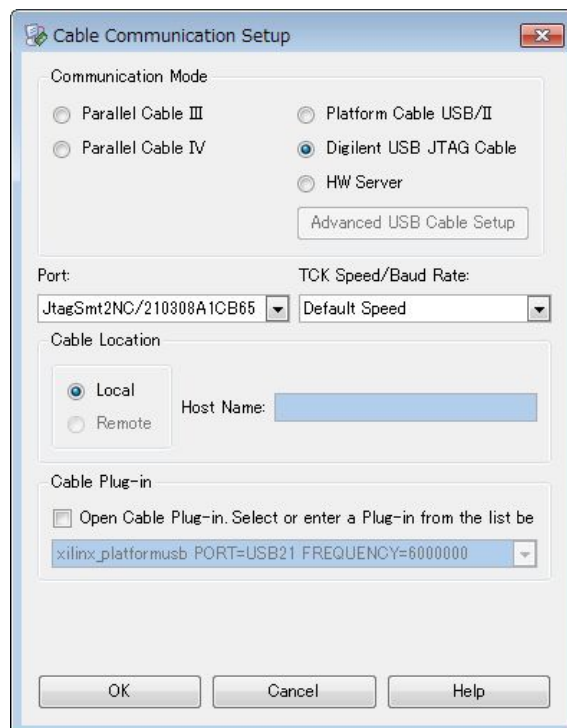 Cable Communication Setup
Communication Mode
Parallel Cable III
Platform Cable USB/II
Parallel Cable IV
Digilent USB JTAG Cable
HW Server
Advanced USB Cable Setup
Port:
TCK Speed/Baud Rate:
JtagSmt2NC/210308A1CB65
Default Speed
Cable Location
Local
Host Name:
Remote
Cable Plug-in
Open Cable Plug-in. Select or enter a Plug-in from the list be
xilinx_platformusb PORT=USB21 FREQUENCY=6000000
OK
Cancel
Help